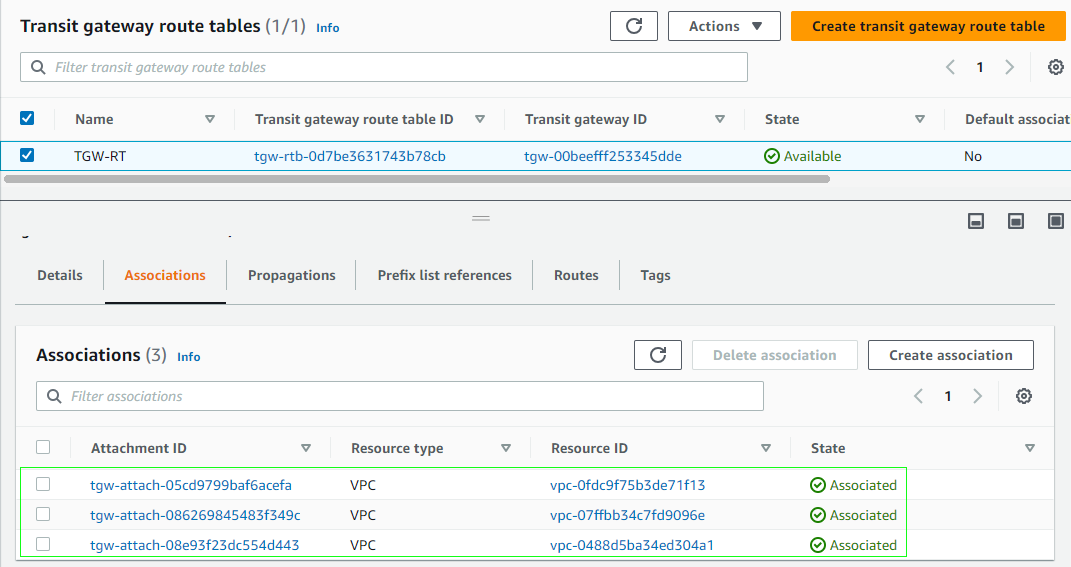 Transit gateway route tables (1/1) Info
Actions
Create transit gateway route table
Filter transit gateway route tables
1
Name Transit gateway route table ID Transit gateway ID State Default associat
TGW-RT tgw-rtb-0d7be3631743b78cb tgw-00beefff253345dde Available No
Details Associations Propagations Prefix list references Routes Tags
Associations (3) Info
Delete association
Create association
Filter associations
1
Attachment ID Resource type Resource ID State
tgw-attach-05cd9799baf6acefa VPC vpc-0fdc9f75b3de71f13 Associated
tgw-attach-086269845483f349c VPC vpc-07ffbb34c7fd9096e Associated
tgw-attach-08e93f23dc554d443 VPC vpc-0488d5ba34ed304a1 Associated